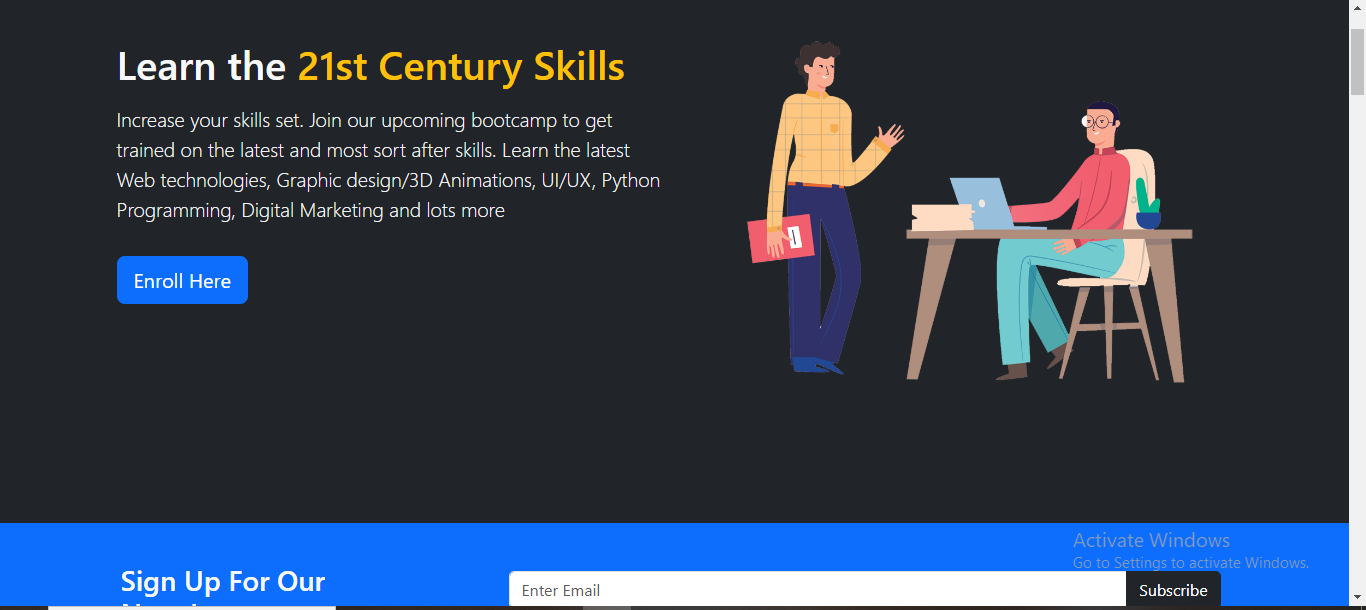 Learn the 21st Century Skills
Increase your skills set. Join our upcoming bootcamp to get
trained on the latest and most sort after skills. Learn the latest
Web technologies, Graphic design/3D Animations, UI/UX, Python
Programming, Digital Marketing and lots more
Enroll Here
Activate Windows
Go to Settings to activate Windows.
Sign Up For Our
Enter Email
Subscribe